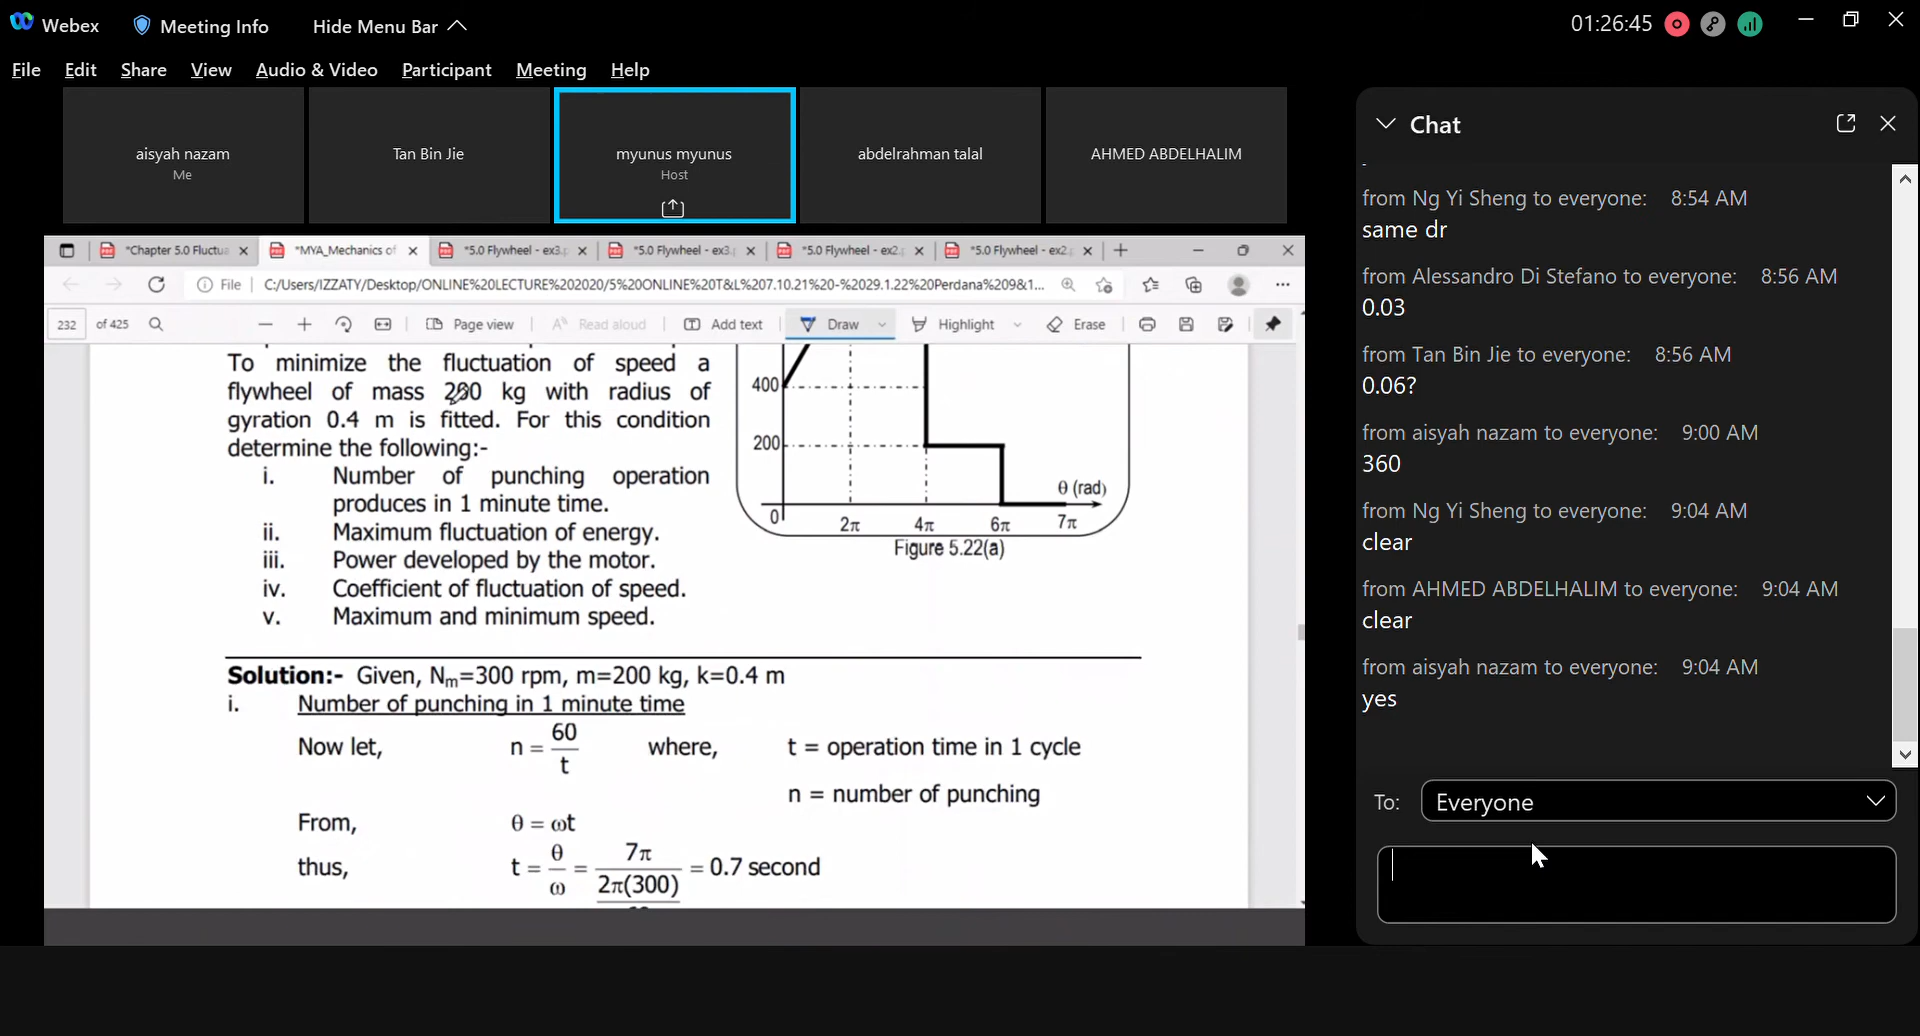 Webex
Meeting Info
Hide Menu Bar
01:26:45
File Edit Share View Audio & Video Participant Meeting Help
aisyah nazam
Me
Tan Bin Jie
myunus myunus
Host
abdelrahman talal
AHMED ABDELHALIM
*Chapter 5.0 Fluctua
*MYA_Mechanics of
*5.0 Flywheel - ex3.p
*5.0 Flywheel - ex3.p
*5.0 Flywheel - ex2.p
*5.0 Flywheel - ex2.p
File C:/Users/IZZATY/Desktop/ONLINE%20LECTURE%202020/5%20ONLINE%20T&L%207.10.21%20-%2029.1.22%20Perdana%209&1...
232 of 425
Page view
Read aloud
Add text
Draw
Highlight
Erase
To minimize the fluctuation of speed a
flywheel of mass 200 kg with radius of
gyration 0.4 m is fitted. For this condition
determine the following:-
i. Number of punching operation
produces in 1 minute time.
ii. Maximum fluctuation of energy.
iii. Power developed by the motor.
iv. Coefficient of fluctuation of speed.
v. Maximum and minimum speed.
400
200
0
2π 4π 6π 7π
θ (rad)
Figure 5.22(a)
Solution:- Given, Nm=300 rpm, m=200 kg, k=0.4 m
i. Number of punching in 1 minute time
Now let, n = 60/t where, t = operation time in 1 cycle
n = number of punching
From, θ = ωt
thus, t = θ/ω = 7π/2π(300) = 0.7 second
Chat
from Ng Yi Sheng to everyone: 8:54 AM
same dr
from Alessandro Di Stefano to everyone: 8:56 AM
0.03
from Tan Bin Jie to everyone: 8:56 AM
0.06?
from aisyah nazam to everyone: 9:00 AM
360
from Ng Yi Sheng to everyone: 9:04 AM
clear
from AHMED ABDELHALIM to everyone: 9:04 AM
clear
from aisyah nazam to everyone: 9:04 AM
yes
To: Everyone